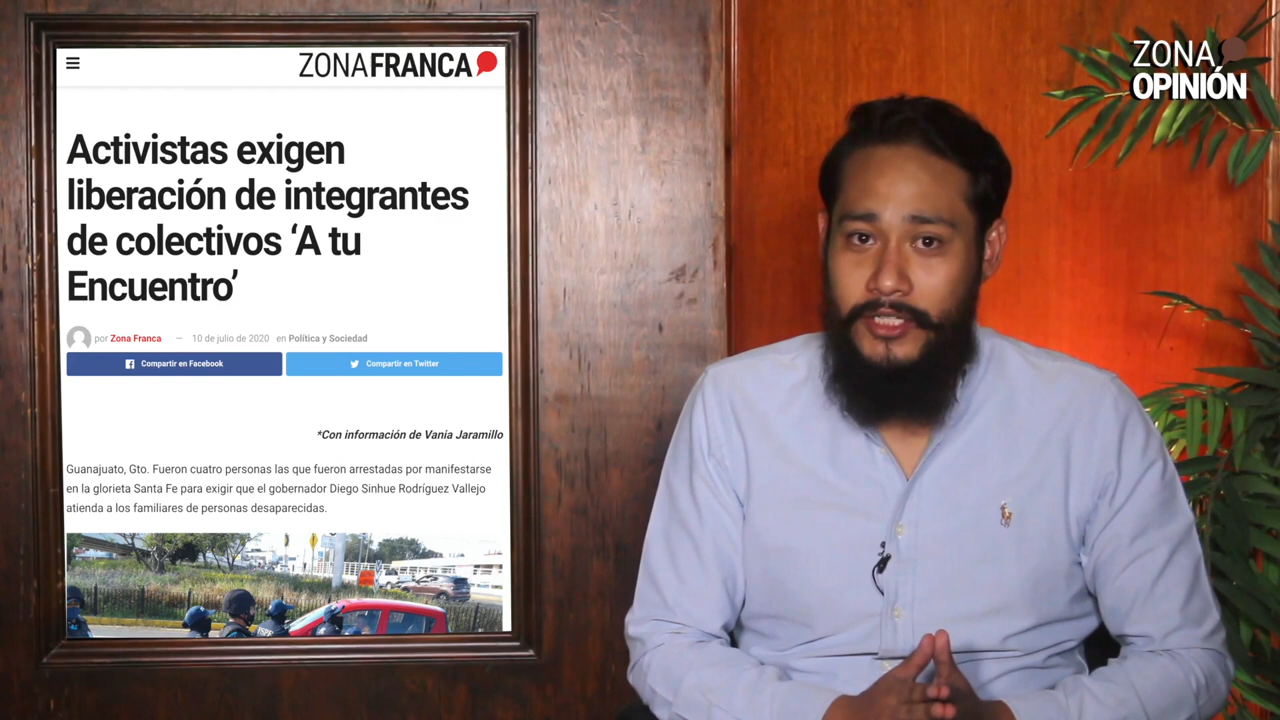 ZONAFRANCA
ZONA
OPINIÓN
Activistas exigen
liberación de integrantes
de colectivos ‘A tu
Encuentro’
por Zona Franca — 10 de julio de 2020 en Política y Sociedad
Compartir en Facebook
Compartir en Twitter
*Con información de Vania Jaramillo
Guanajuato, Gto. Fueron cuatro personas las que fueron arrestadas por manifestarse
en la glorieta Santa Fe para exigir que el gobernador Diego Sinhue Rodríguez Vallejo
atienda a los familiares de personas desaparecidas.